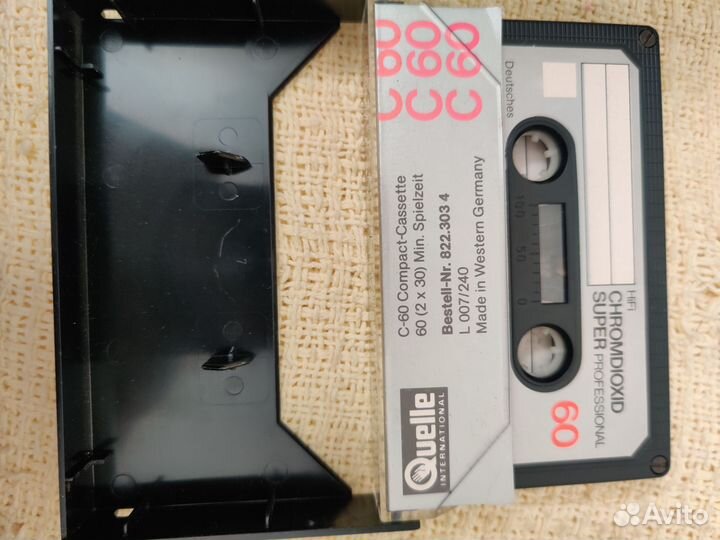 C 60
C 60
C 60
C-60 Compact-Cassette
60 (2 x 30) Min. Spielzeit
Bestell-Nr. 822.303 4
L 007/240
Made in Western Germany
Quelle
INTERNATIONAL
Deutsches
100 50 0
HiFi
CHROMDIOXID
SUPER PROFESSIONAL
60
Avito